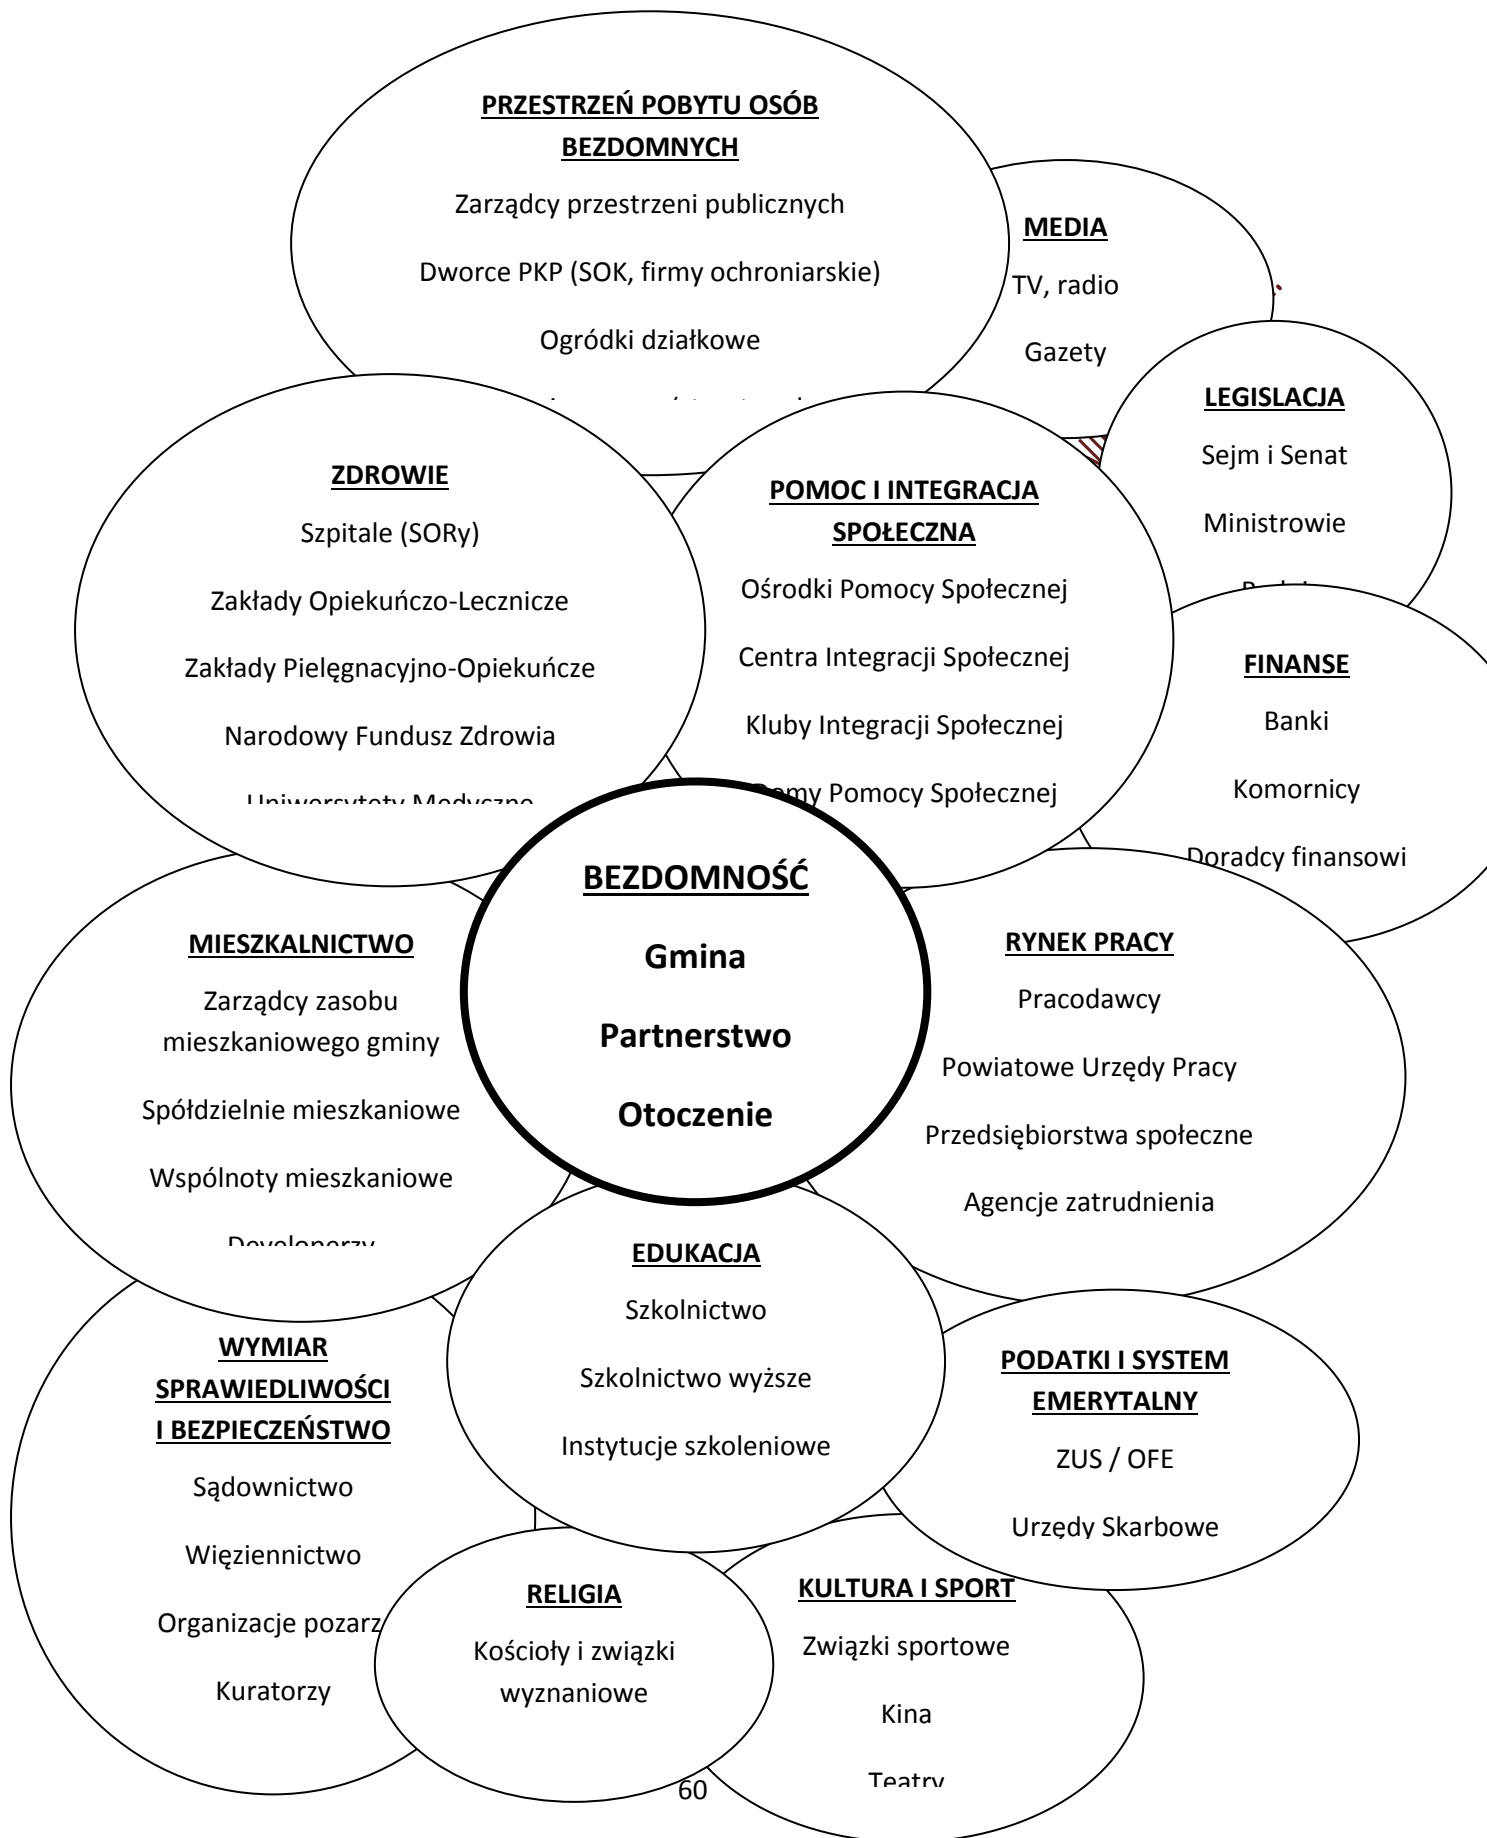 PRZESTRZEŃ POBYTU OSÓB
BEZDOMNYCH
Zarządcy przestrzeni publicznych
Dworce PKP (SOK, firmy ochroniarskie)
Ogródki działkowe
MEDIA
TV, radio
Gazety
LEGISLACJA
Sejm i Senat
Ministrowie
ZDROWIE
Szpitale (SORy)
Zakłady Opiekuńczo-Lecznicze
Zakłady Pielęgnacyjno-Opiekuńcze
Narodowy Fundusz Zdrowia
Uniwersytety Medyczne
POMOC I INTEGRACJA
SPOŁECZNA
Ośrodki Pomocy Społecznej
Centra Integracji Społecznej
Kluby Integracji Społecznej
Domy Pomocy Społecznej
FINANSE
Banki
Komornicy
Doradcy finansowi
BEZDOMNOŚĆ
Gmina
Partnerstwo
Otoczenie
MIESZKALNICTWO
Zarządcy zasobu
mieszkaniowego gminy
Spółdzielnie mieszkaniowe
Wspólnoty mieszkaniowe
Developerzy
RYNEK PRACY
Pracodawcy
Powiatowe Urzędy Pracy
Przedsiębiorstwa społeczne
Agencje zatrudnienia
EDUKACJA
Szkolnictwo
Szkolnictwo wyższe
Instytucje szkoleniowe
WYMIAR
SPRAWIEDLIWOŚCI
I BEZPIECZEŃSTWO
Sądownictwo
Więziennictwo
Organizacje pozarz
Kuratorzy
PODATKI I SYSTEM
EMERYTALNY
ZUS / OFE
Urzędy Skarbowe
RELIGIA
Kościoły i związki
wyznaniowe
KULTURA I SPORT
Związki sportowe
Kina
Teatry
60